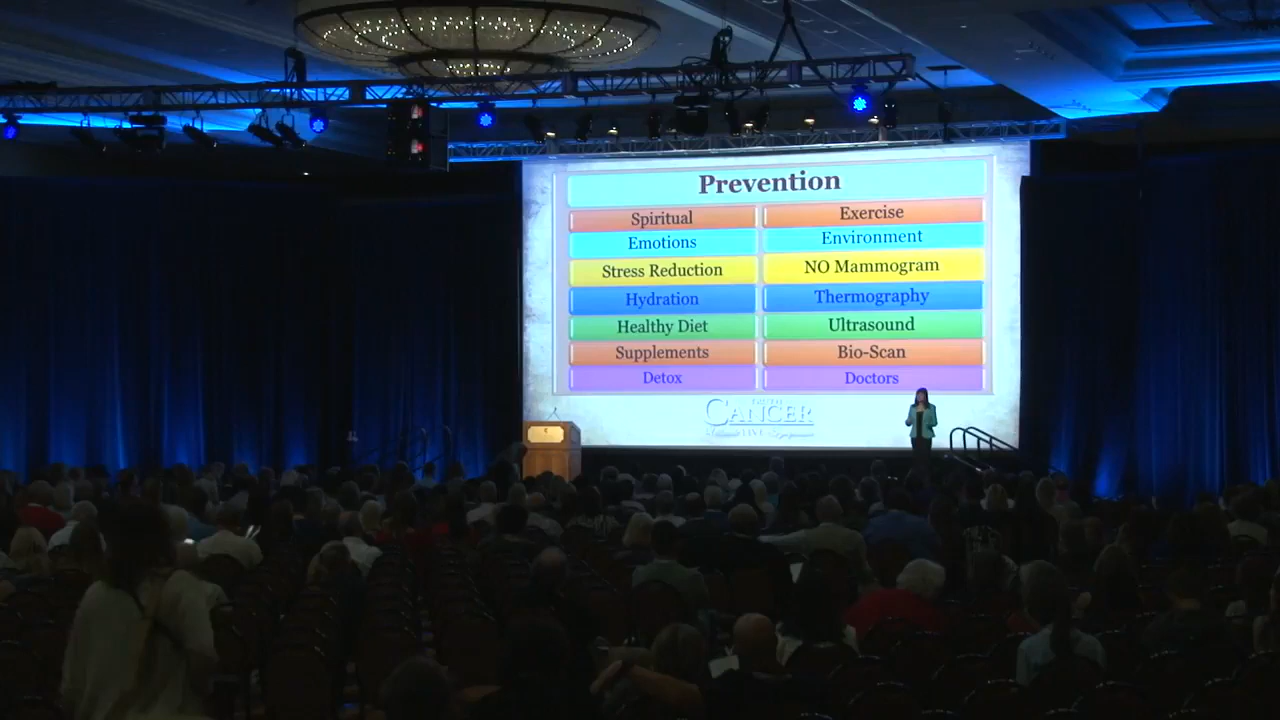 Prevention
Spiritual
Exercise
Emotions
Environment
Stress Reduction
NO Mammogram
Hydration
Thermography
Healthy Diet
Ultrasound
Supplements
Bio-Scan
Detox
Doctors
CANCER
LIVE